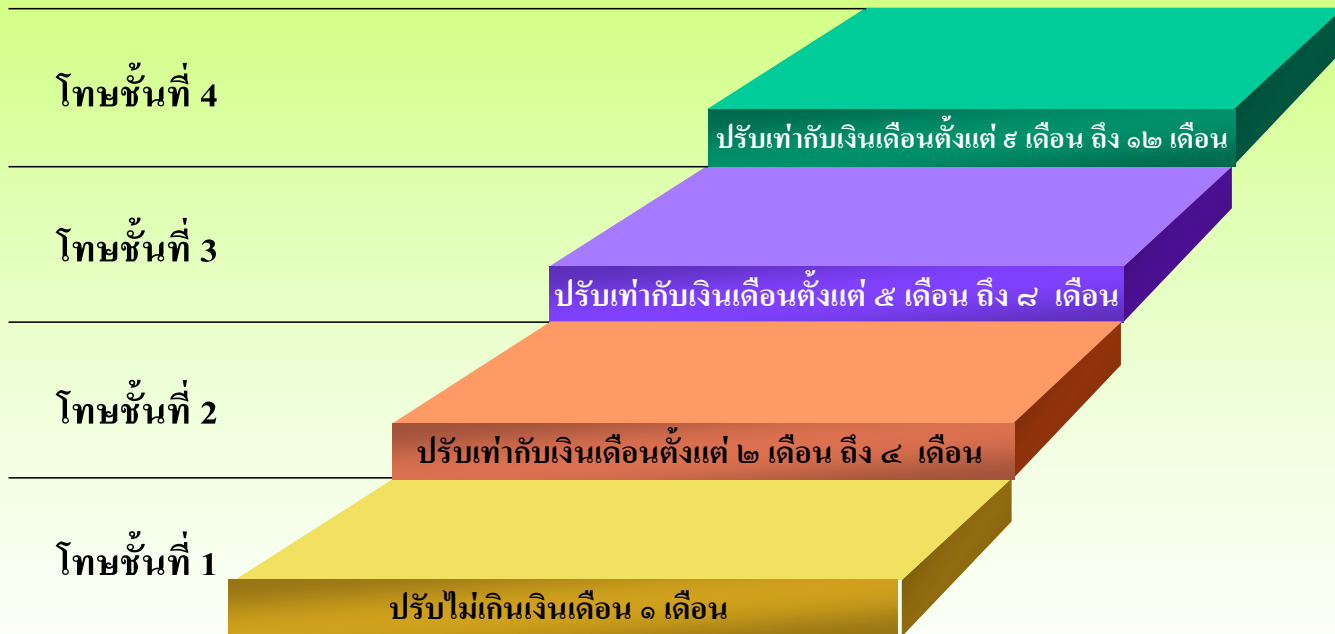 โทษชั้นที่ 4
ปรับเท่ากับเงินเดือนตั้งแต่ ๙ เดือน ถึง ๑๒ เดือน
โทษชั้นที่ 3
ปรับเท่ากับเงินเดือนตั้งแต่ ๕ เดือน ถึง ๘ เดือน
โทษชั้นที่ 2
ปรับเท่ากับเงินเดือนตั้งแต่ ๒ เดือน ถึง ๔ เดือน
โทษชั้นที่ 1
ปรับไม่เกินเงินเดือน ๑ เดือน